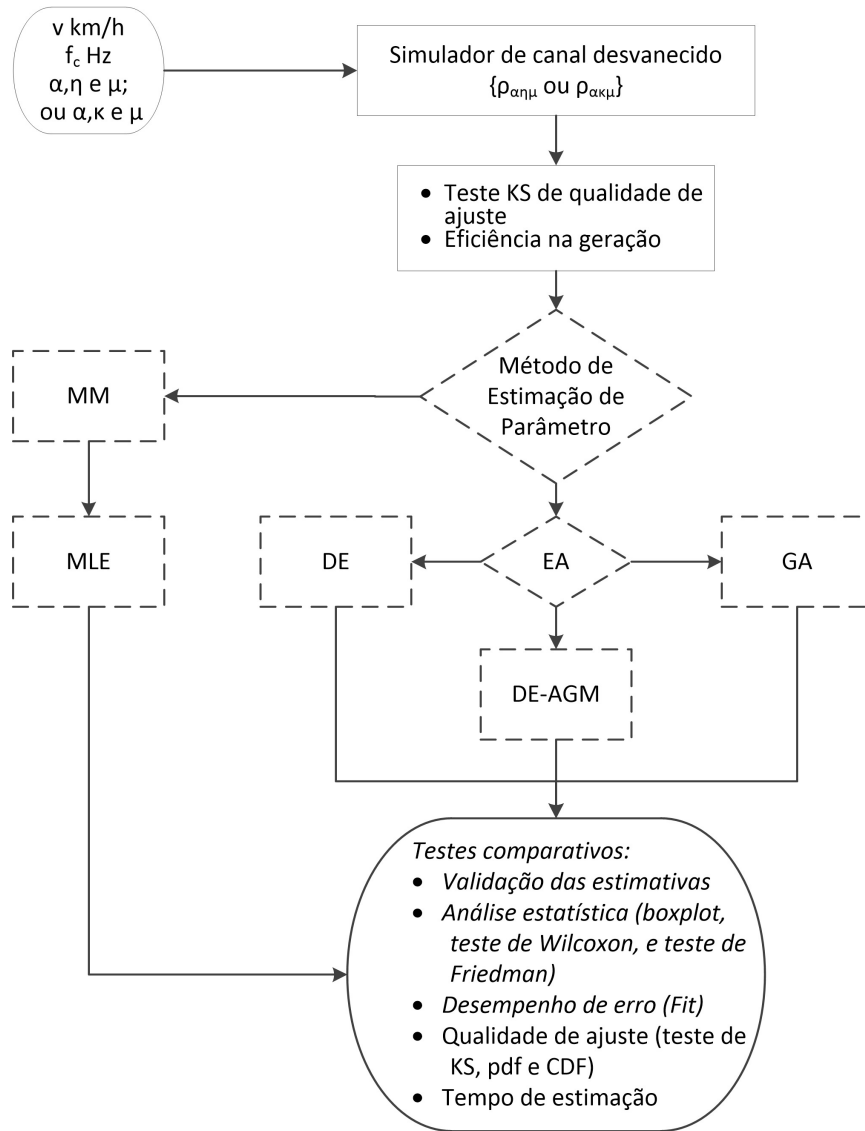 v km/h
f_c Hz
α,η e μ;
ou α,κ e μ
Simulador de canal desvanecido
{ρ_αημ ou ρ_ακμ}
• Teste KS de qualidade de
ajuste
• Eficiência na geração
Método de
Estimação de
Parâmetro
MM
MLE
DE
EA
GA
DE-AGM
Testes comparativos:
• Validação das estimativas
• Análise estatística (boxplot,
teste de Wilcoxon, e teste de
Friedman)
• Desempenho de erro (Fit)
• Qualidade de ajuste (teste de
KS, pdf e CDF)
• Tempo de estimação